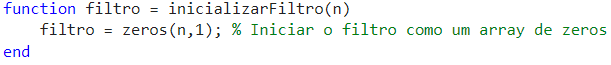 function filtro = inicializarFiltro(n)
    filtro = zeros(n,1); % Iniciar o filtro como um array de zeros
end